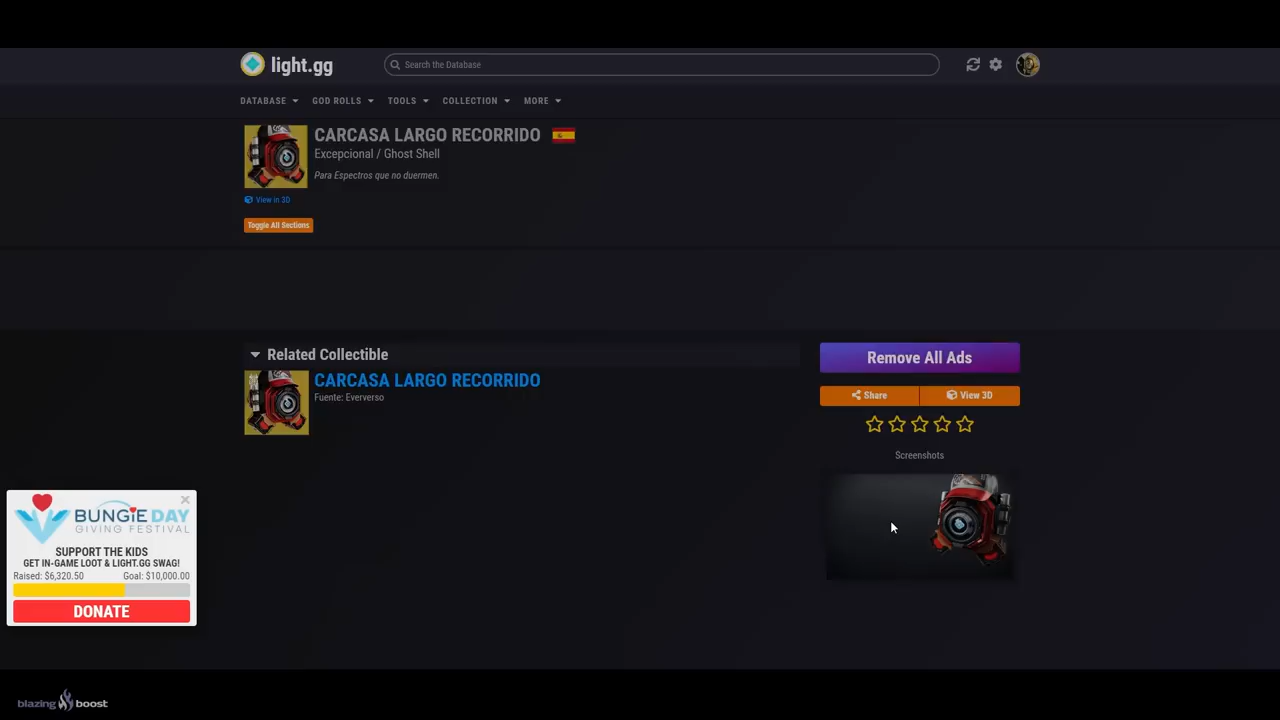 light.gg
Search the Database
DATABASE
GOD ROLLS
TOOLS
COLLECTION
MORE
CARCASA LARGO RECORRIDO
Excepcional / Ghost Shell
Para Espectros que no duermen.
View in 3D
Toggle All Sections
Related Collectible
CARCASA LARGO RECORRIDO
Fuente: Eververso
Remove All Ads
Share
View 3D
Screenshots
BUNGIE DAY
GIVING FESTIVAL
SUPPORT THE KIDS
GET IN-GAME LOOT & LIGHT.GG SWAG!
Raised: $6,320.50 Goal: $10,000.00
DONATE
blazing boost